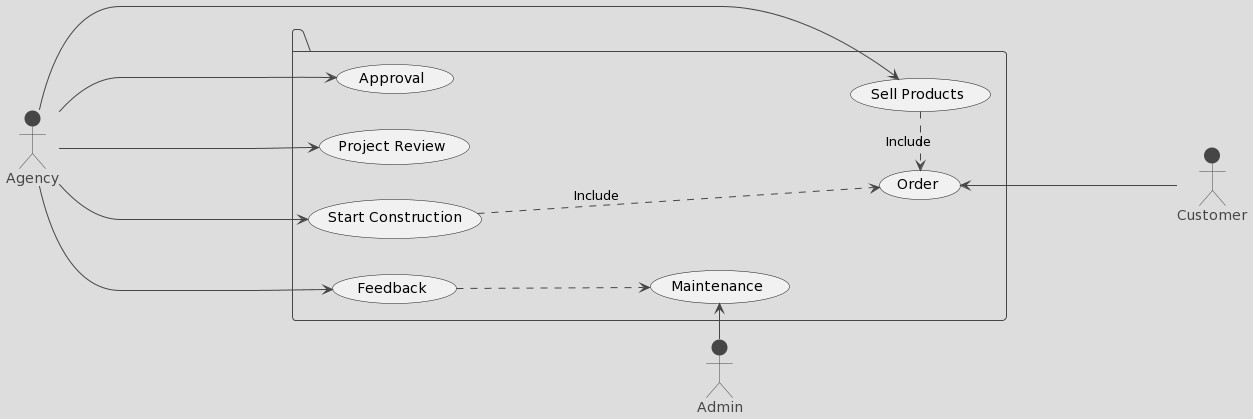 Approval
Sell Products
Include
Project Review
Agency
Order
Include
Start Construction
Customer
Feedback
Maintenance
Admin